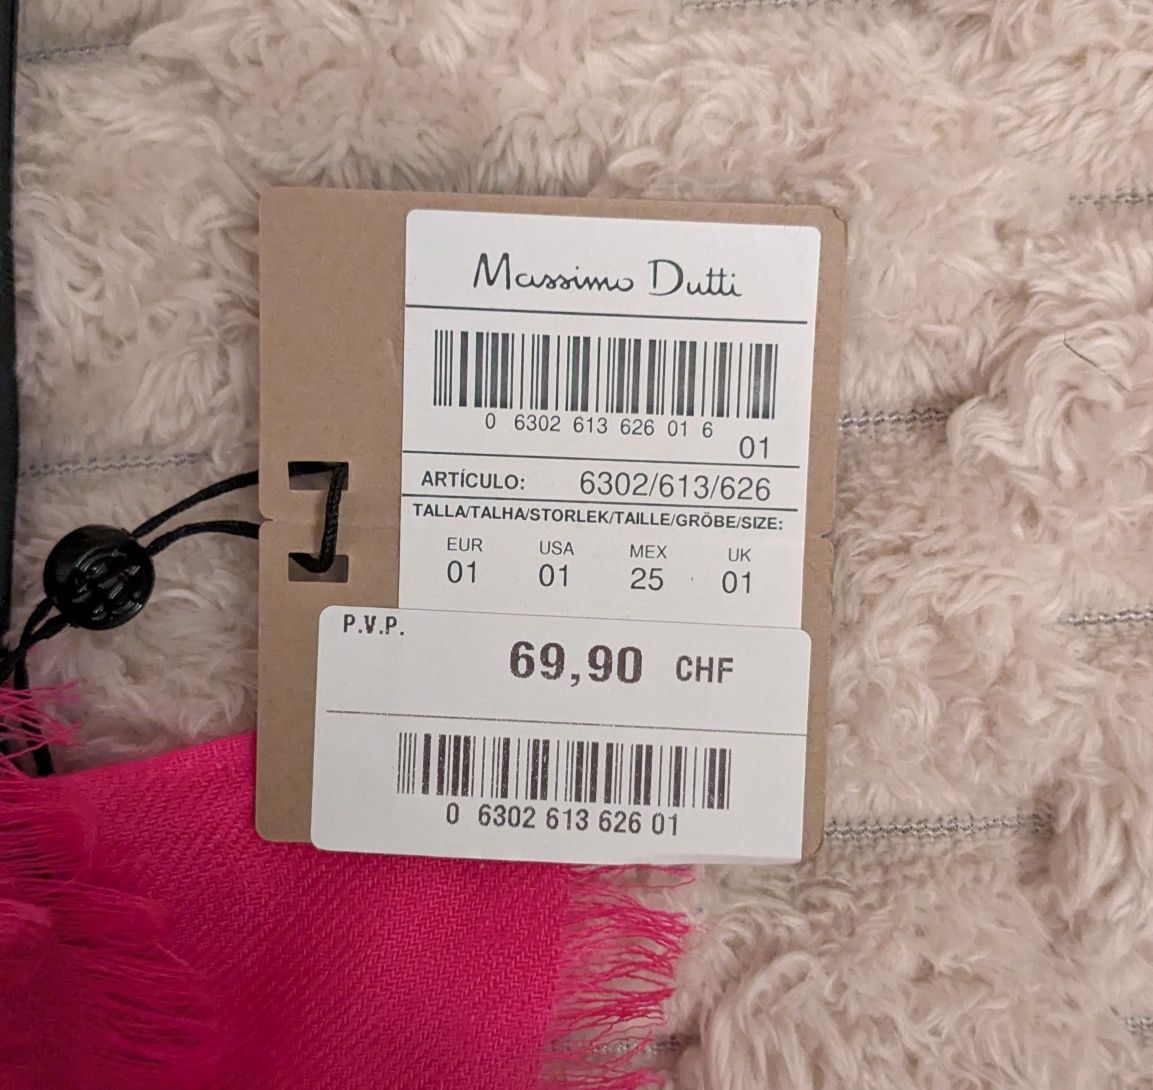 Massimo Dutti
0 6302 613 626 01 6
01
ARTÍCULO: 6302/613/626
TALLA/TALHA/STORLEK/TAILLE/GRÖBE/SIZE:
EUR USA MEX UK
01 01 25 01
P.V.P.
69,90 CHF
0 6302 613 626 01